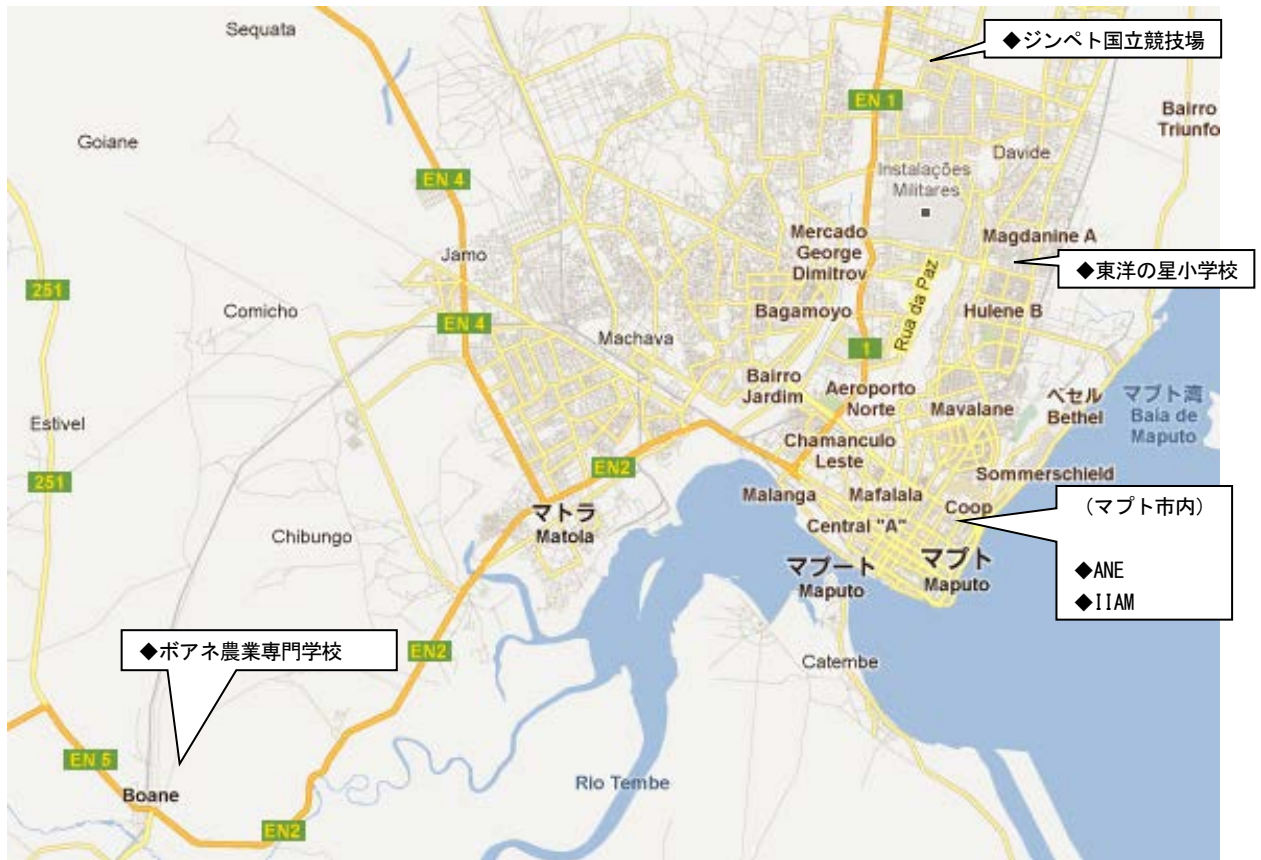 Sequata
◆ジンペト国立競技場
EN 1
Bairro
Triunfo
Goiane
Davide
Instalações
Militares
EN 4
Mercado
George
Dimitrov
Magdanine A
Jamo
◆東洋の星小学校
251
Comicho
Bagamoyo
Rua da Paz
Hulene B
EN 4
Machava
1
Bairro
Jardim
Aeroporto
Norte
Mavalane
ベセル
Bethel
マプト湾
Baia de
Maputo
Estivel
Chamanculo
Leste
EN2
Sommerschield
251
Malanga
Mafalala
Coop
(マプト市内)
マトラ
Matola
Central "A"
Chibungo
マプート
Maputo
マプト
Maputo
◆ANE
◆IIAM
◆ボアネ農業専門学校
EN2
Catembe
EN 5
Rio Tembe
Boane
EN2